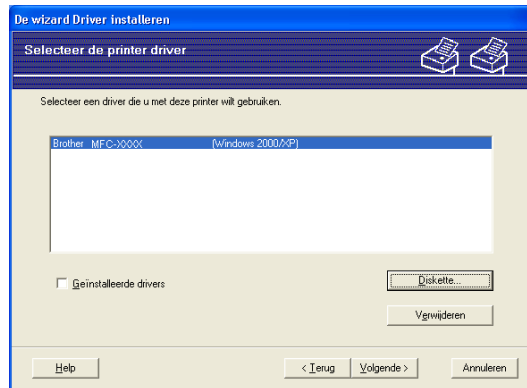 De wizard Driver installeren
Selecteer de printer driver
Selecteer een driver die u met deze printer wilt gebruiken.
Brother MFC-XXXX (Windows 2000/XP)
Geïnstalleerde drivers
Diskette...
Verwijderen
Help
< Terug
Volgende >
Annuleren